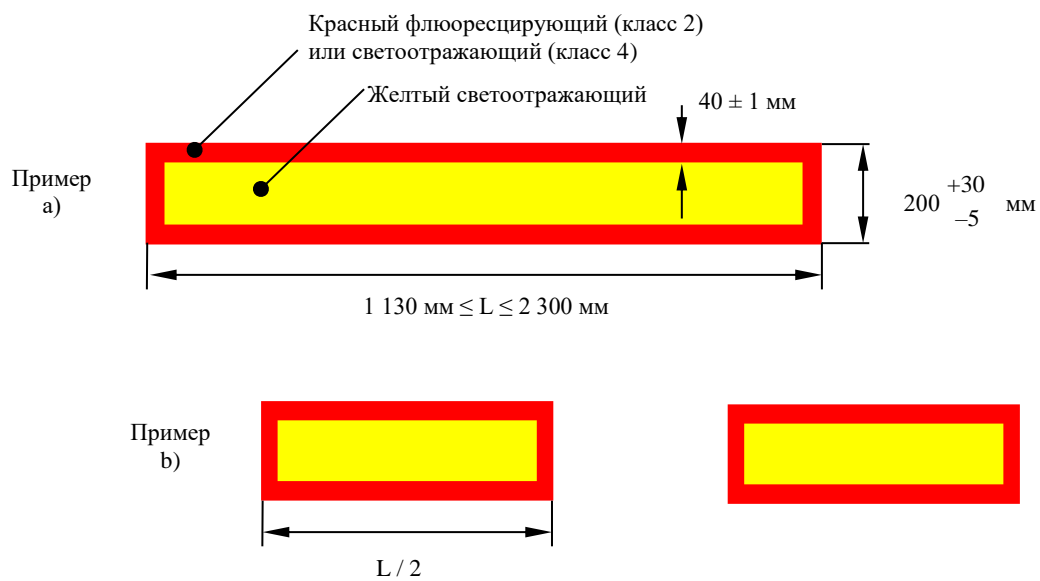 Красный флюоресцирующий (класс 2)
или светоотражающий (класс 4)
Желтый светоотражающий
40 ± 1 мм
Пример
a)
200 +30 –5 мм
1 130 мм ≤ L ≤ 2 300 мм
Пример
b)
L / 2